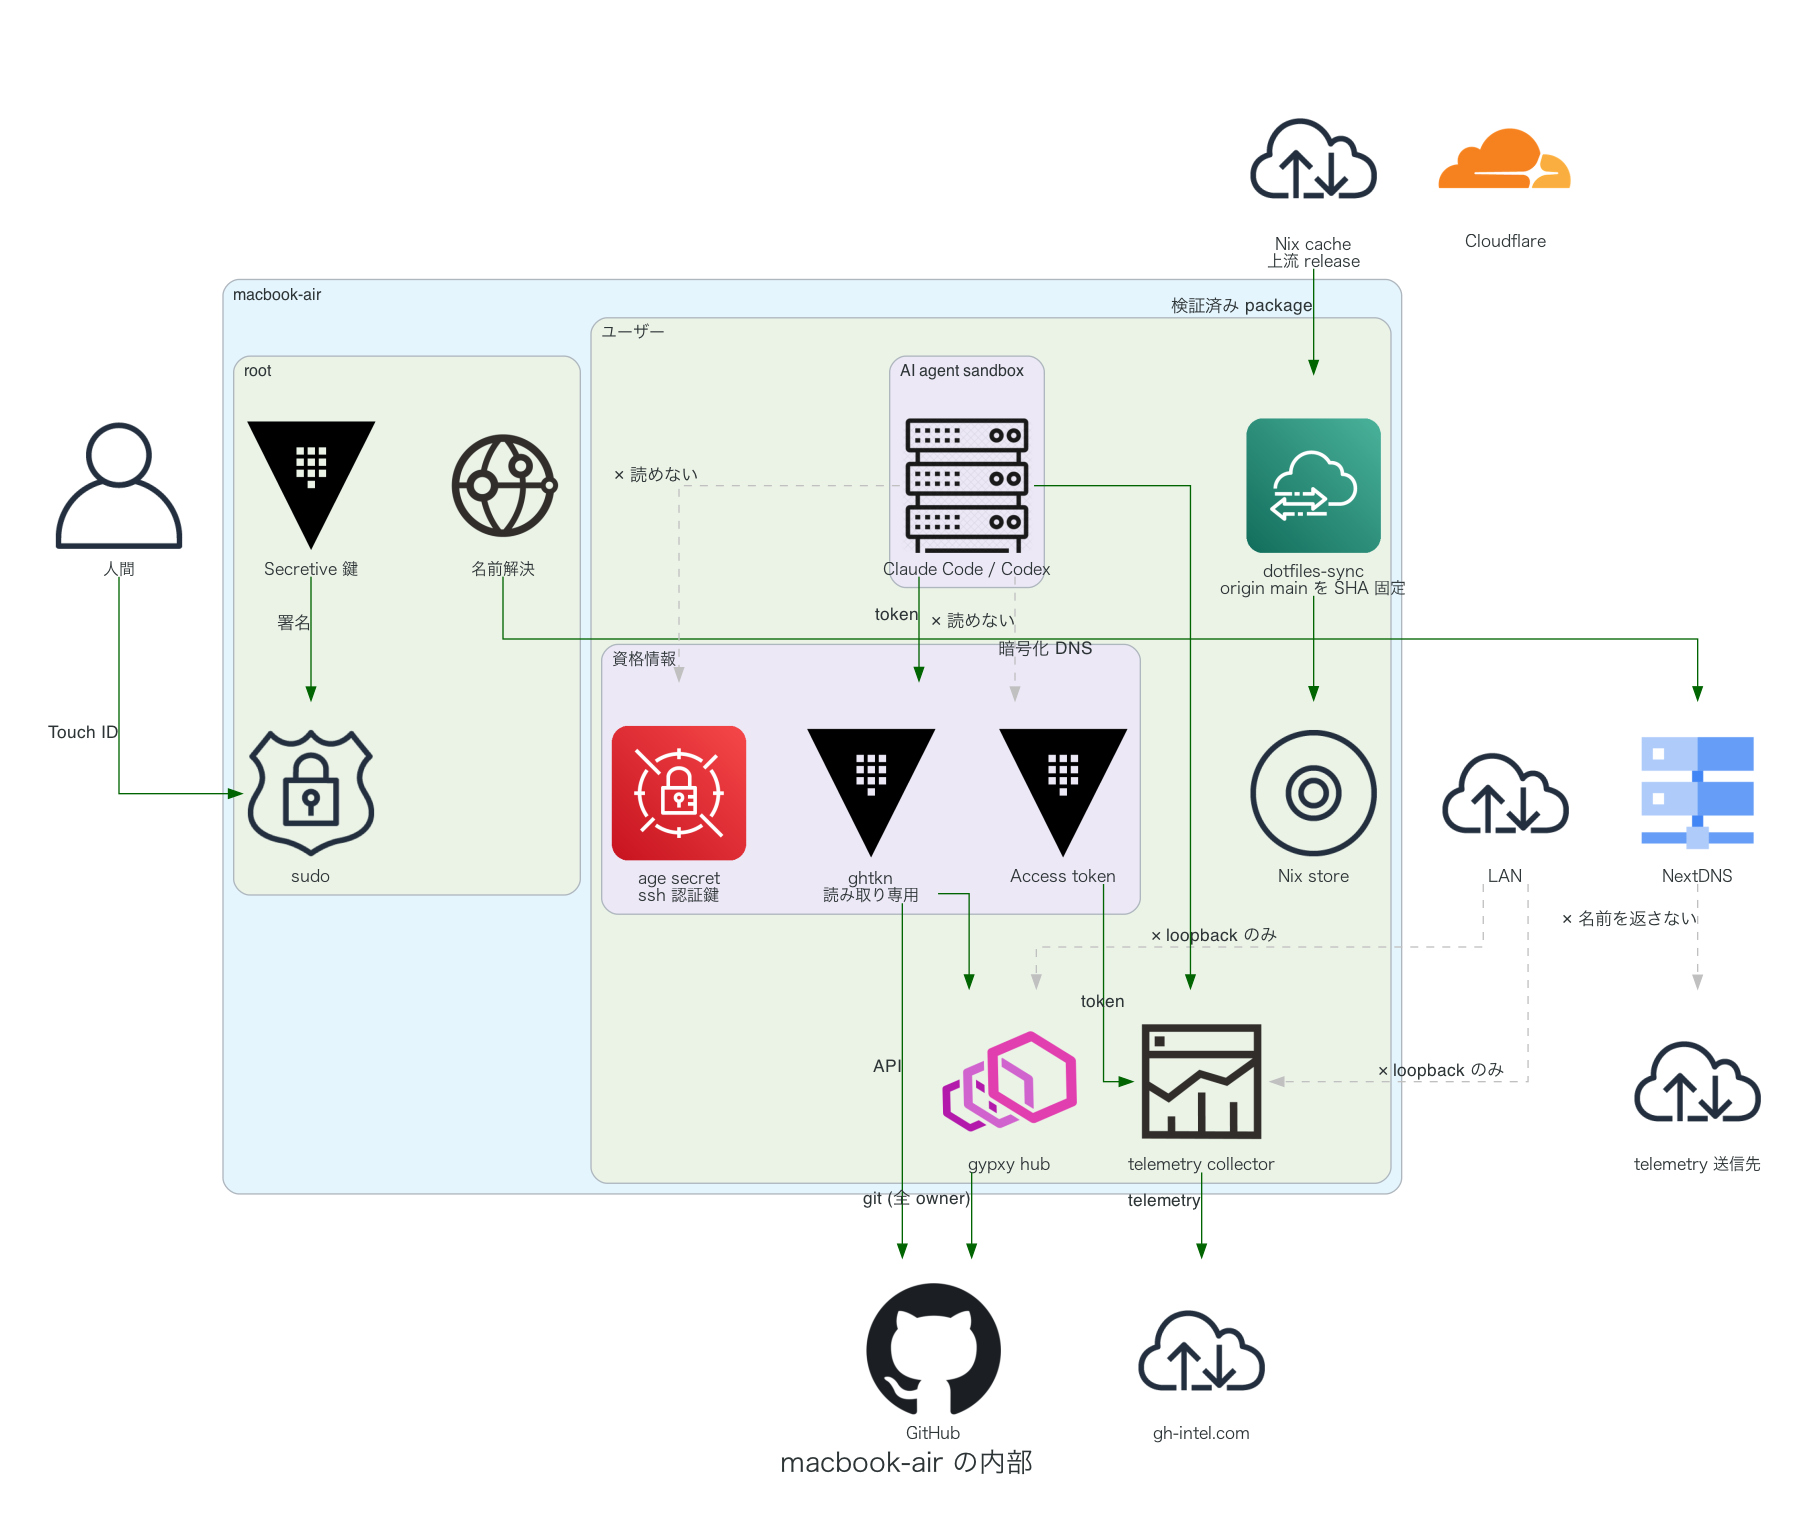 Nix cache
上流 release
Cloudflare
macbook-air
検証済み package
ユーザー
root
AI agent sandbox
× 読めない
人間
Secretive 鍵
名前解決
Claude Code / Codex
dotfiles-sync
origin main を SHA 固定
署名
token
× 読めない
暗号化 DNS
資格情報
Touch ID
sudo
age secret
ssh 認証鍵
ghtkn
読み取り専用
Access token
Nix store
LAN
NextDNS
× 名前を返さない
× loopback のみ
token
API
× loopback のみ
gypxy hub
telemetry collector
telemetry 送信先
git (全 owner)
telemetry
GitHub
gh-intel.com
macbook-air の内部